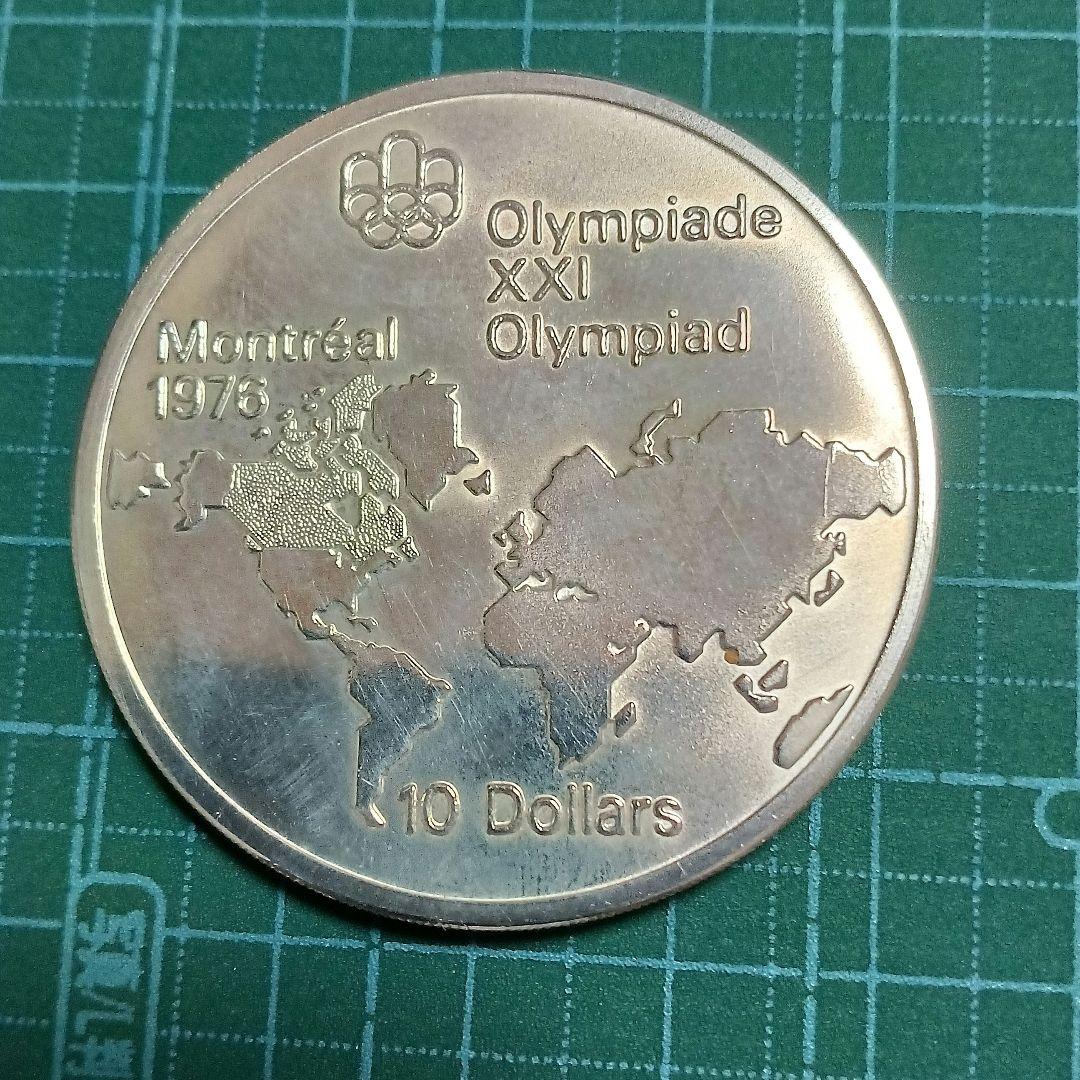 Olympiade
XXI
Olympiad
Montréal
1976
10 Dollars